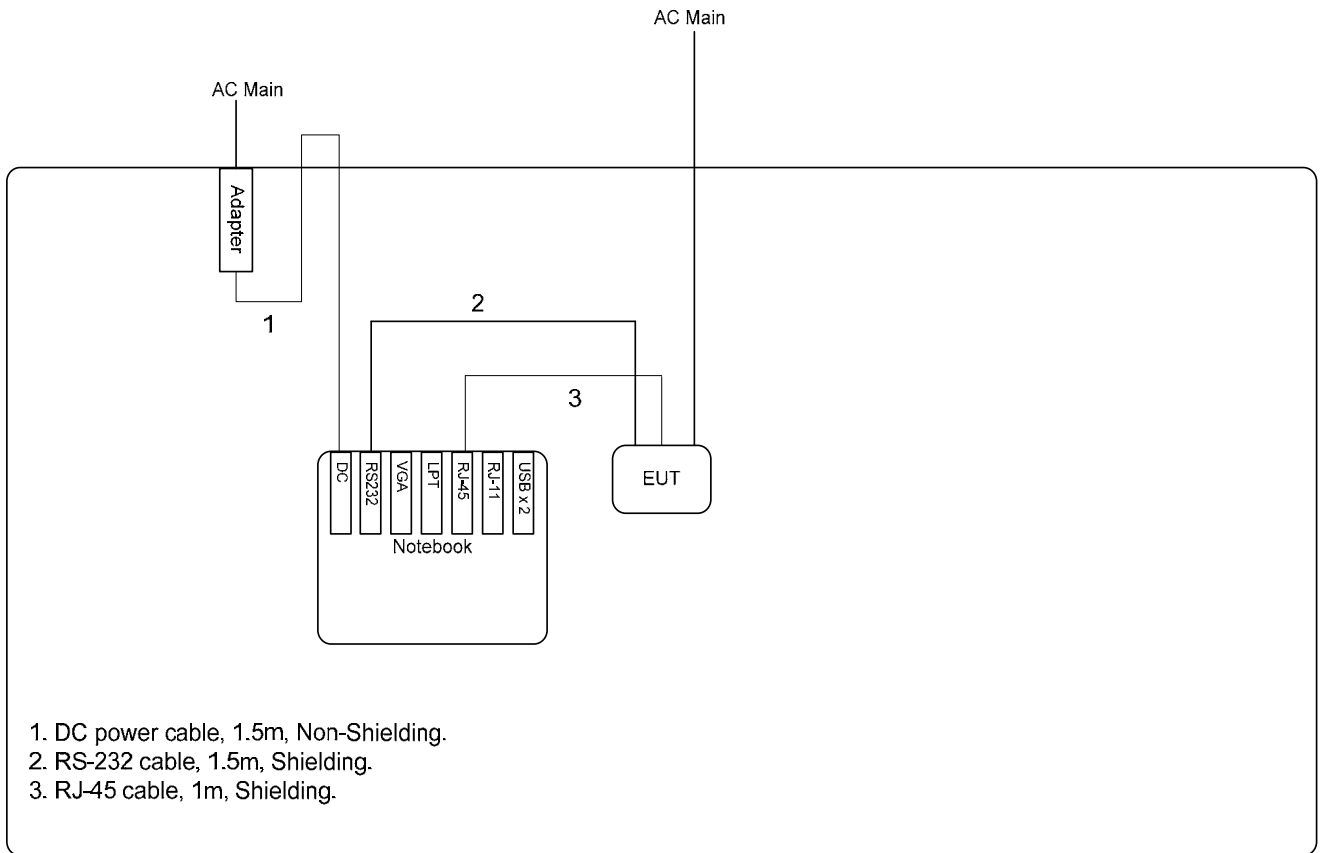 AC Main
AC Main
Adapter
1
2
3
DC
RS232
VGA
LPT
RJ-45
RJ-11
USB x 2
EUT
Notebook
1. DC power cable, 1.5m, Non-Shielding.
2. RS-232 cable, 1.5m, Shielding.
3. RJ-45 cable, 1m, Shielding.